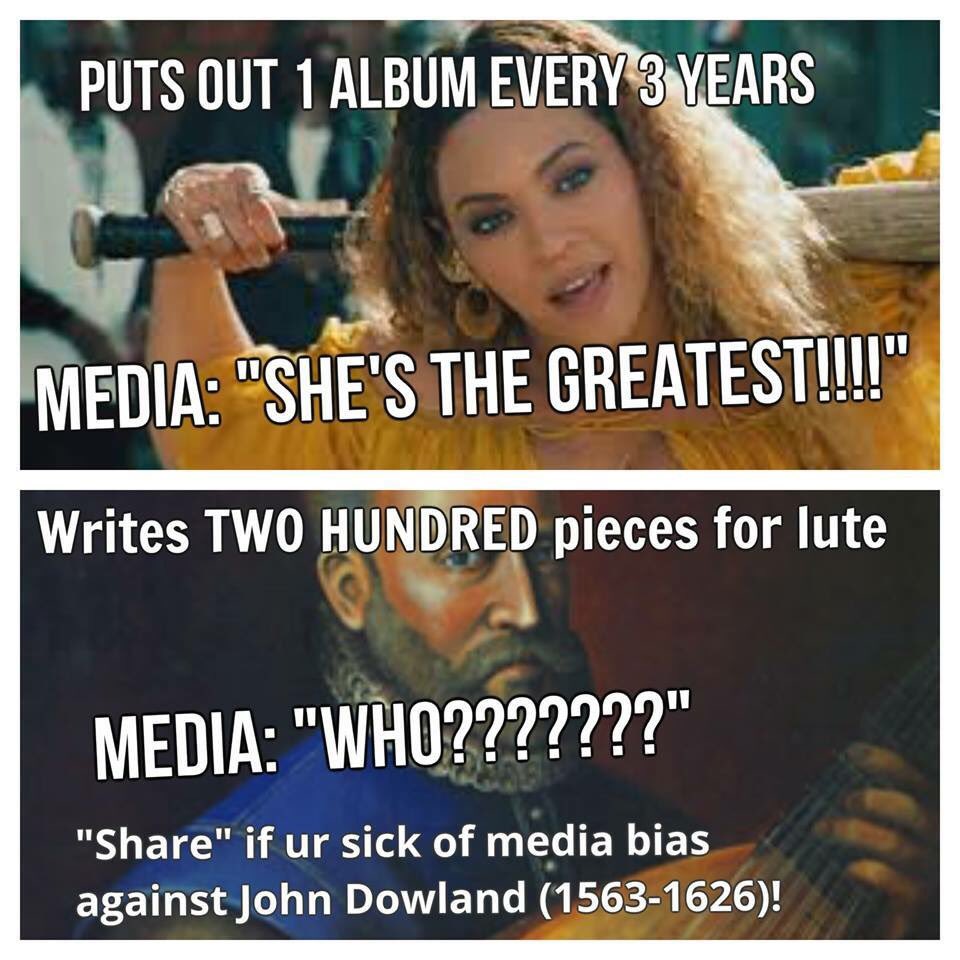 PUTS OUT 1 ALBUM EVERY 3 YEARS
MEDIA: "SHE'S THE GREATEST!!!!"
Writes TWO HUNDRED pieces for lute
MEDIA: "WHO???????"
"Share" if ur sick of media bias
against John Dowland (1563-1626)!